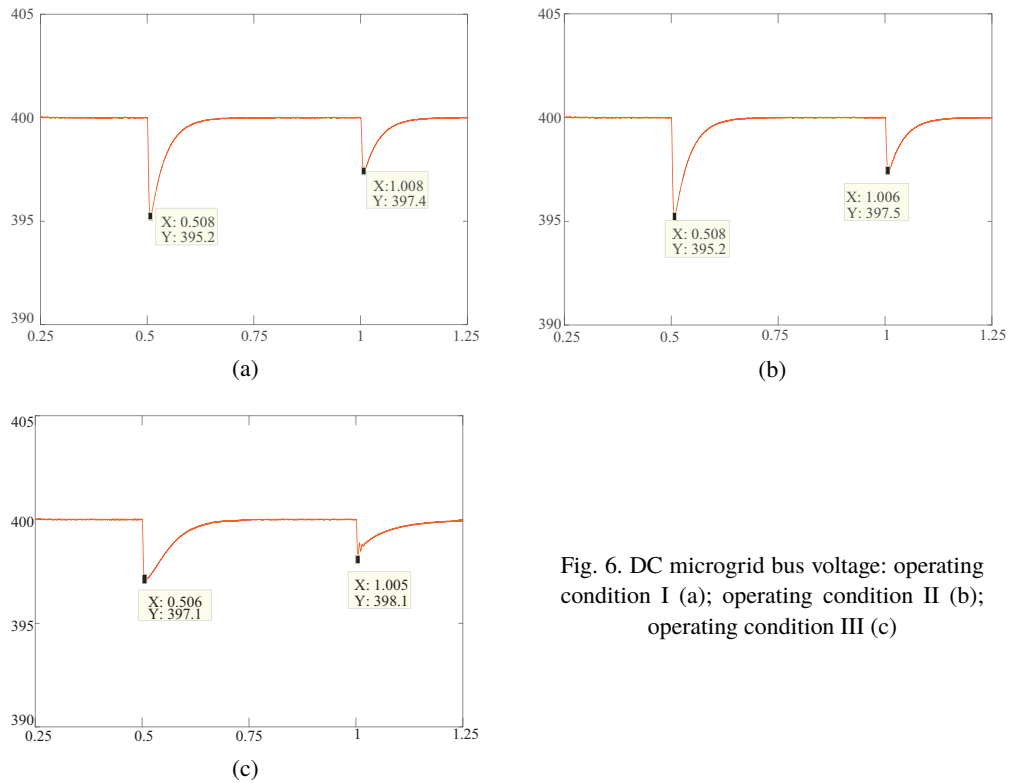 405
400
395
390
0.25
0.5
0.75
1
1.25
X: 0.508
Y: 395.2
X:1.008
Y: 397.4
(a)
405
400
395
390
0.25
0.5
0.75
1
1.25
X: 0.508
Y: 395.2
X: 1.006
Y: 397.5
(b)
405
400
395
390
0.25
0.5
0.75
1
1.25
X: 0.506
Y: 397.1
X: 1.005
Y: 398.1
(c)
Fig. 6. DC microgrid bus voltage: operating
condition I (a); operating condition II (b);
operating condition III (c)